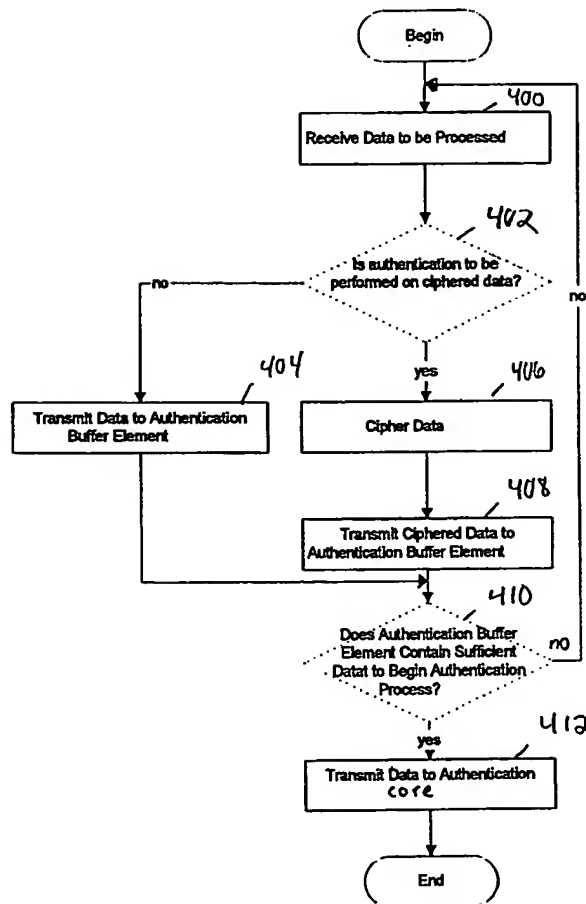 Begin
400
Receive Data to be Processed
402
Is authentication to be
performed on ciphered data?
no
no
yes
404
406
Transmit Data to Authentication
Buffer Element
Cipher Data
408
Transmit Ciphered Data to
Authentication Buffer Element
410
Does Authentication Buffer
Element Contain Sufficient
Datat to Begin Authentication
Process?
no
yes
412
Transmit Data to Authentication
core
End